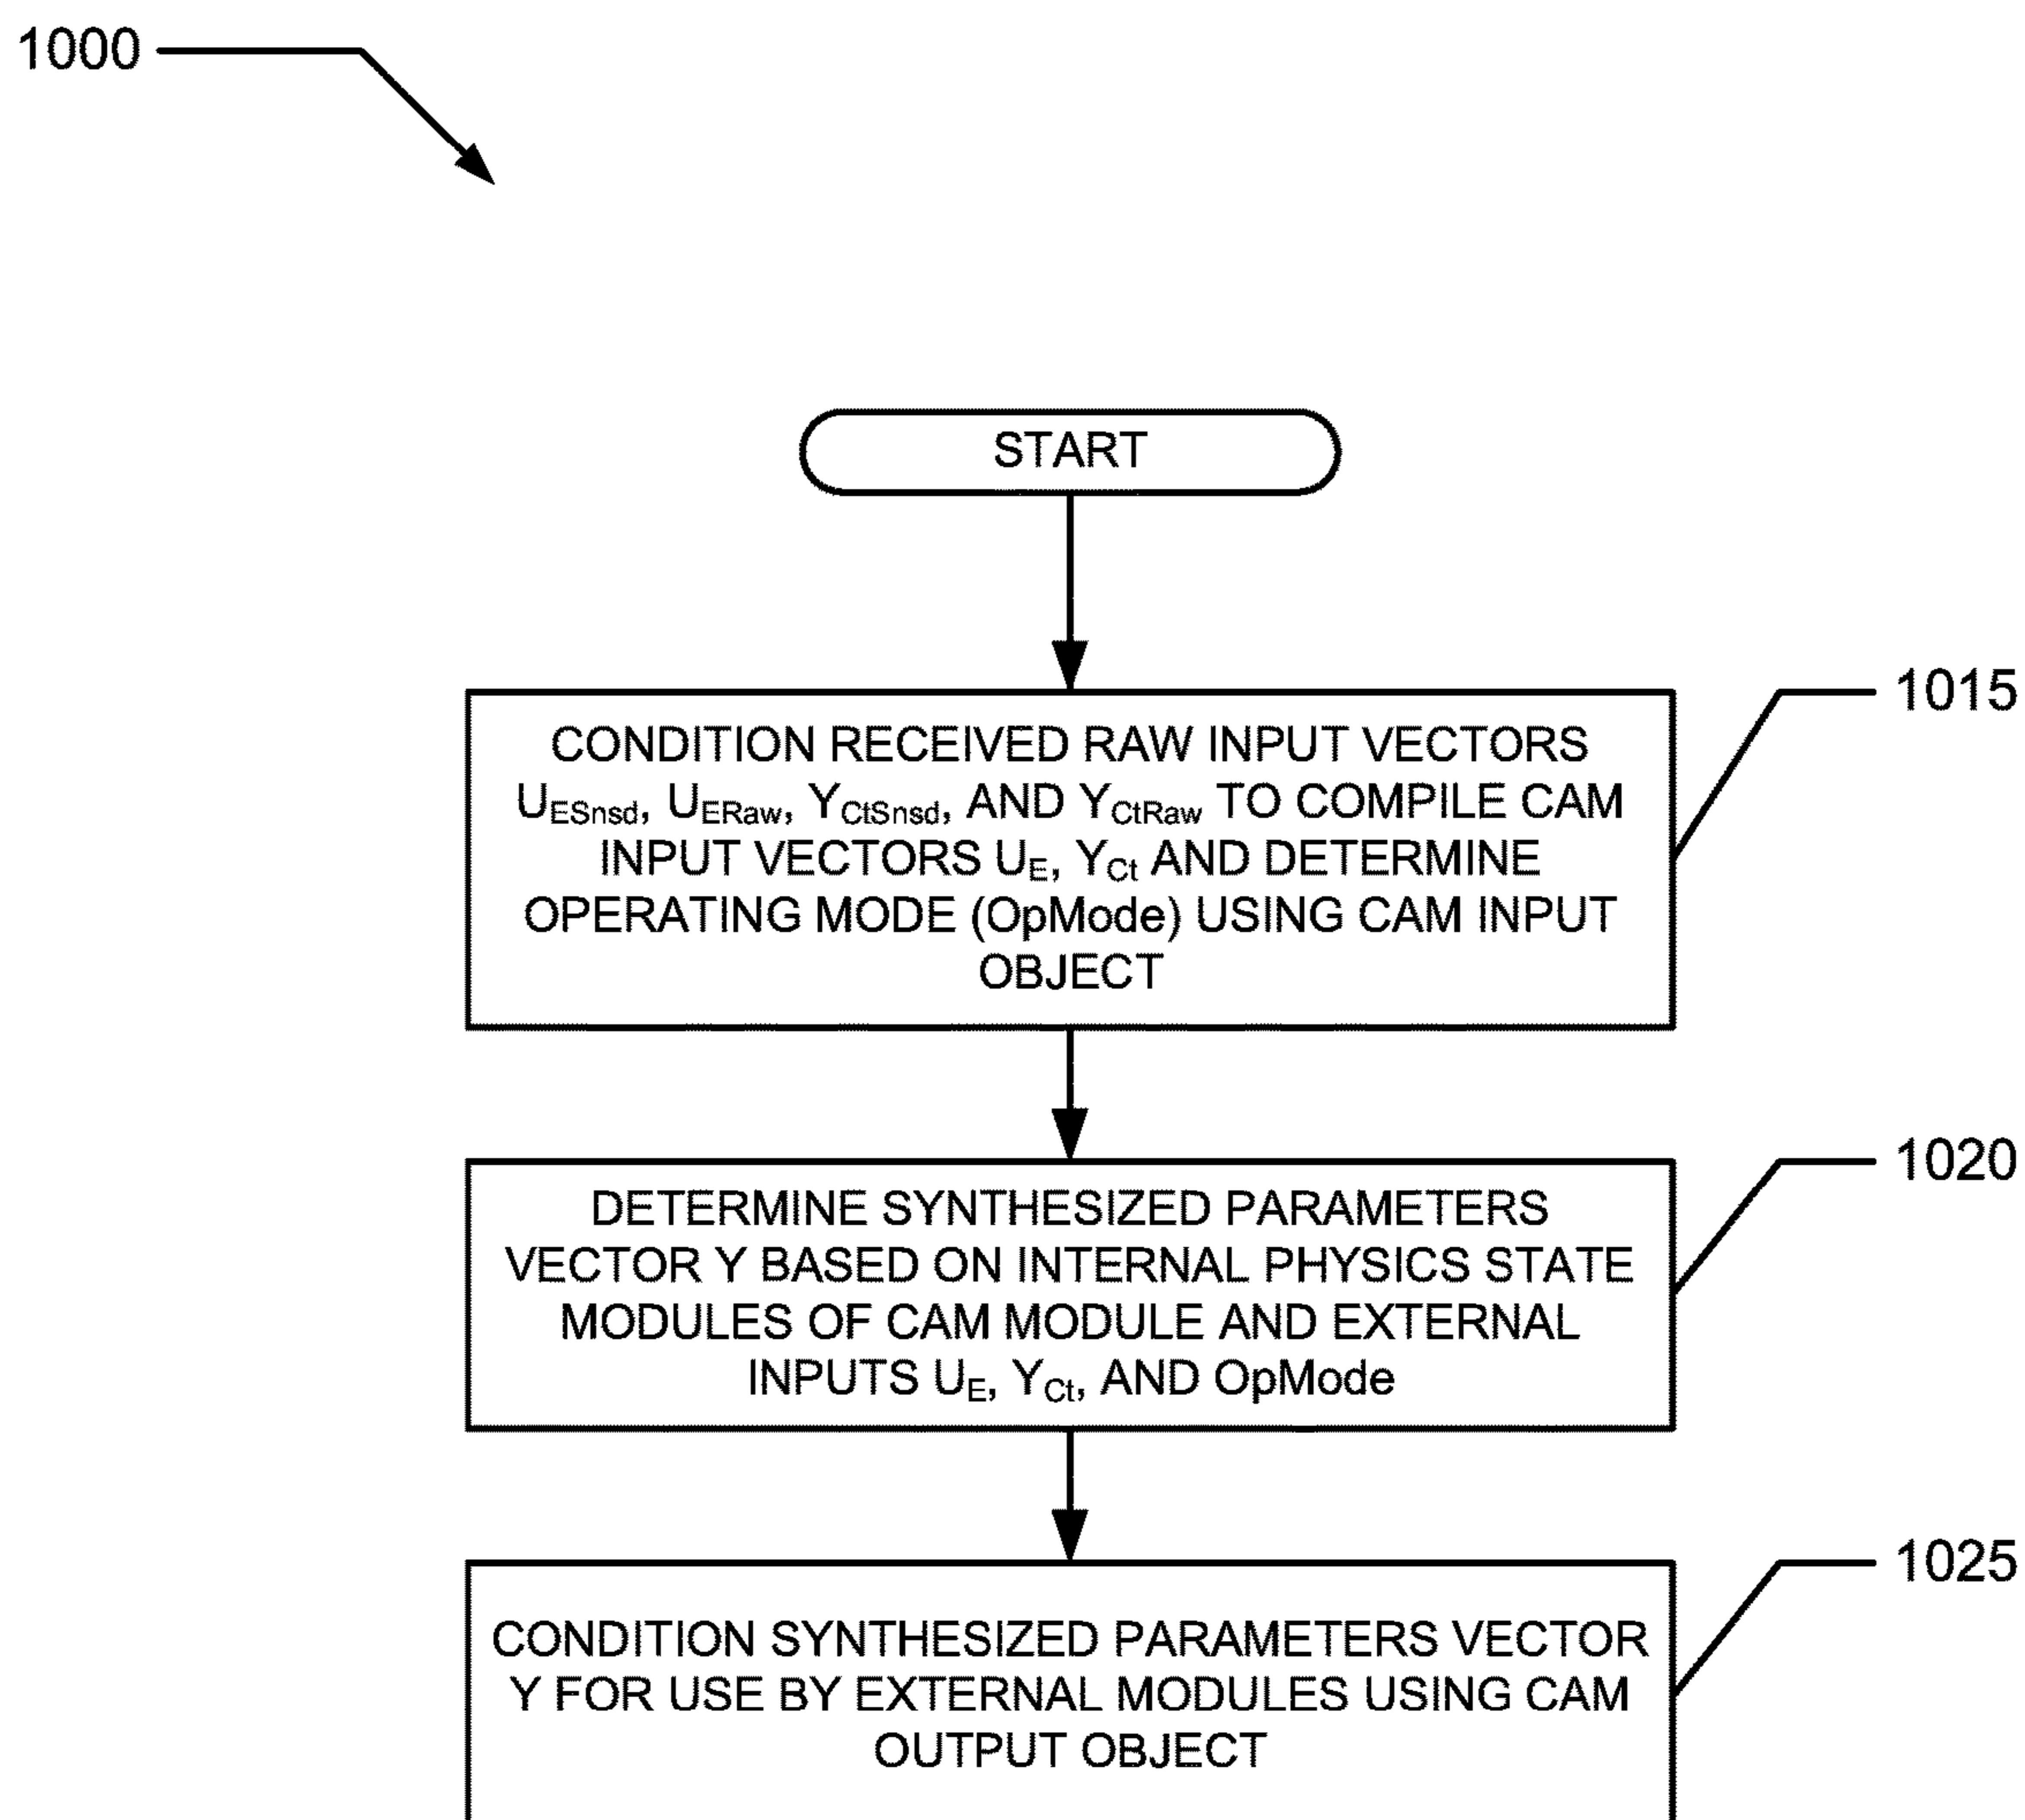 1000
START
1015
CONDITION RECEIVED RAW INPUT VECTORS
UESnsd, UERaw, YCtSnsd, AND YCtRaw TO COMPILE CAM
INPUT VECTORS UE, YCt AND DETERMINE
OPERATING MODE (OpMode) USING CAM INPUT
OBJECT
1020
DETERMINE SYNTHESIZED PARAMETERS
VECTOR Y BASED ON INTERNAL PHYSICS STATE
MODULES OF CAM MODULE AND EXTERNAL
INPUTS UE, YCt, AND OpMode
1025
CONDITION SYNTHESIZED PARAMETERS VECTOR
Y FOR USE BY EXTERNAL MODULES USING CAM
OUTPUT OBJECT